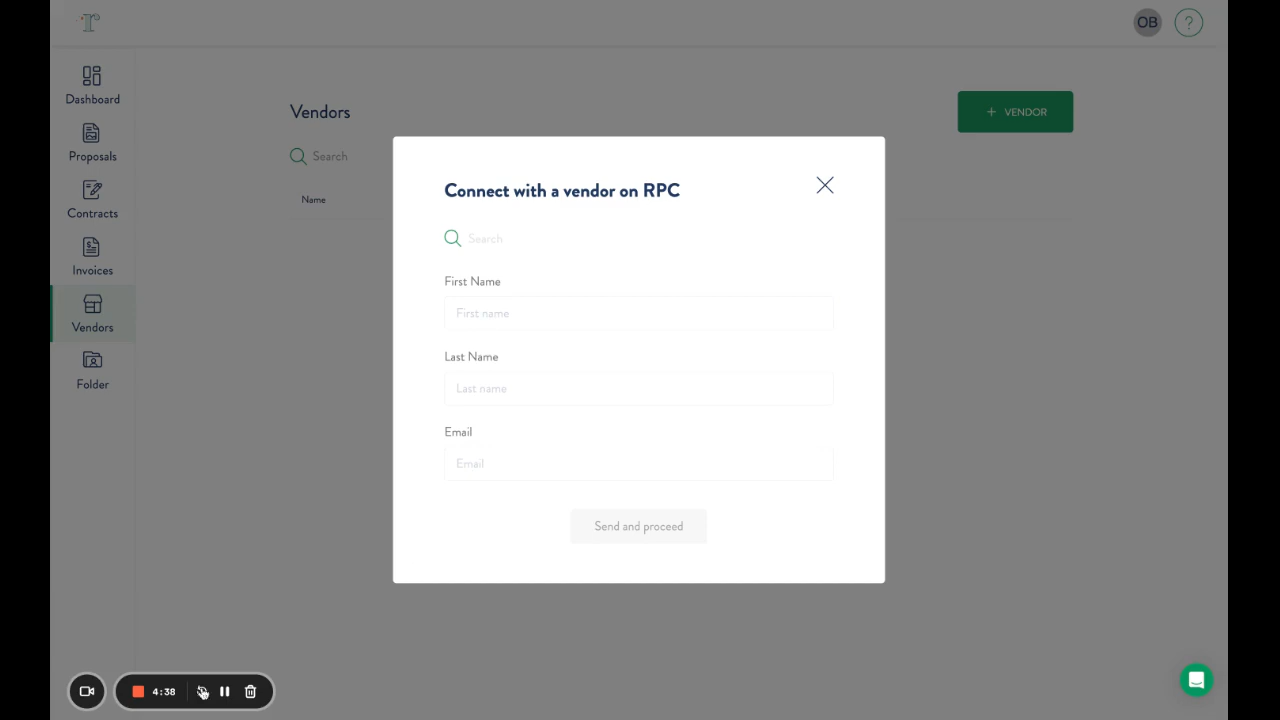 r
OB
?
Dashboard
Proposals
Contracts
Invoices
Vendors
Folder
Vendors
+ VENDOR
Search
Name
Connect with a vendor on RPC
Search
First Name
First name
Last Name
Last name
Email
Email
Send and proceed
4:38